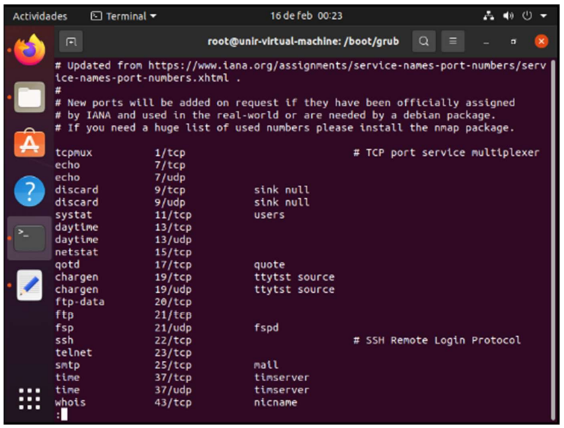 Actividades Terminal 16 de feb 00:23
root@unir-virtual-machine: /boot/grub
# Updated from https://www.iana.org/assignments/service-names-port-numbers/serv
ice-names-port-numbers.xhtml .
#
# New ports will be added on request if they have been officially assigned
# by IANA and used in the real-world or are needed by a debian package.
# If you need a huge list of used numbers please install the nmap package.
tcpmux 1/tcp # TCP port service multiplexer
echo 7/tcp
echo 7/udp
discard 9/tcp sink null
discard 9/udp sink null
systat 11/tcp users
daytime 13/tcp
daytime 13/udp
netstat 15/tcp
qotd 17/tcp quote
chargen 19/tcp ttytst source
chargen 19/udp ttytst source
ftp-data 20/tcp
ftp 21/tcp
fsp 21/udp fspd
ssh 22/tcp # SSH Remote Login Protocol
telnet 23/tcp
smtp 25/tcp mail
time 37/tcp timserver
time 37/udp timserver
whois 43/tcp nicname
: